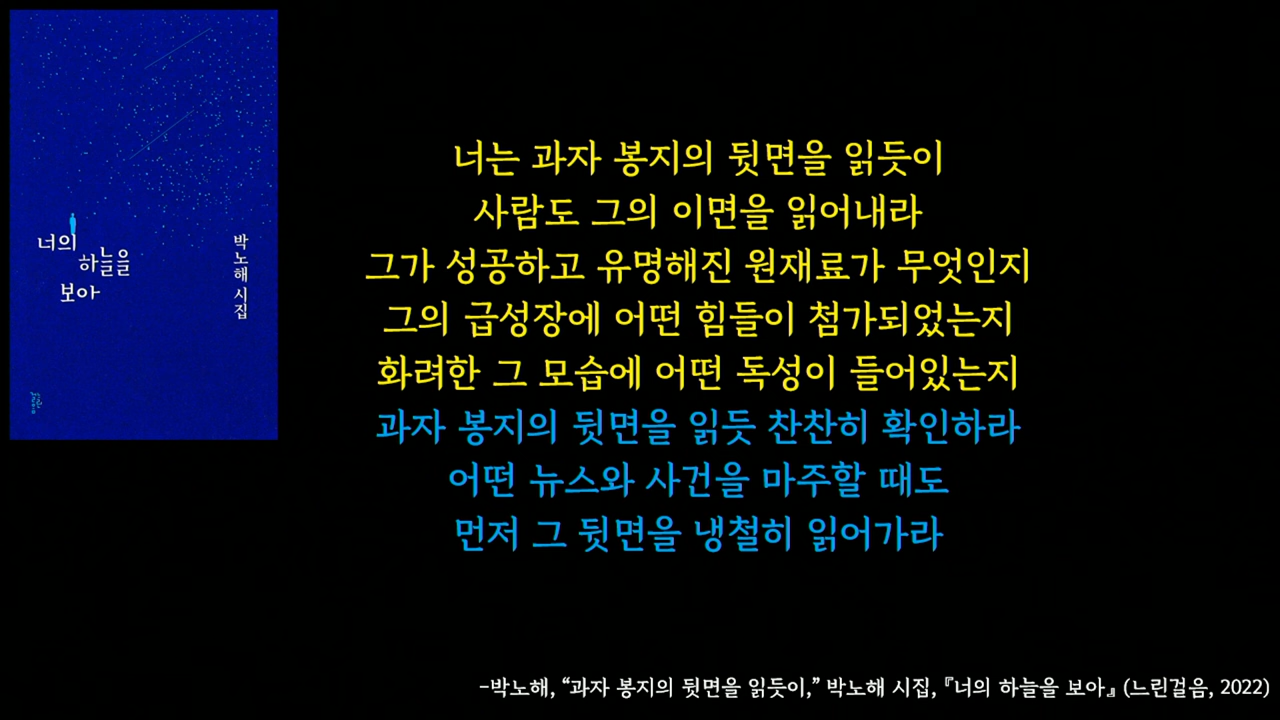 너의
하늘을
보아
박노해 시집
너는 과자 봉지의 뒷면을 읽듯이
사람도 그의 이면을 읽어내라
그가 성공하고 유명해진 원재료가 무엇인지
그의 급성장에 어떤 힘들이 첨가되었는지
화려한 그 모습에 어떤 독성이 들어있는지
과자 봉지의 뒷면을 읽듯 찬찬히 확인하라
어떤 뉴스와 사건을 마주할 때도
먼저 그 뒷면을 냉철히 읽어가라
-박노해, “과자 봉지의 뒷면을 읽듯이,” 박노해 시집, 『너의 하늘을 보아』 (느린걸음, 2022)